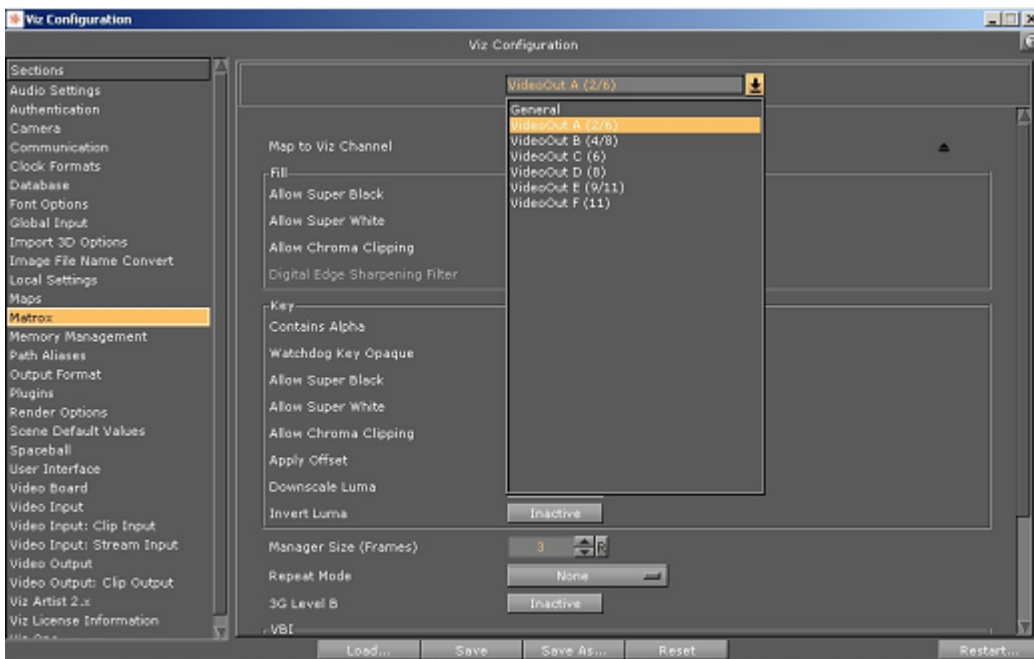 Viz Configuration
Viz Configuration
Sections
Audio Settings
Authentication
Camera
Communication
Clock Formats
Database
Font Options
Global Input
Import 3D Options
Image File Name Convert
Local Settings
Maps
Matrox
Memory Management
Path Aliases
Output Format
Plugins
Render Options
Scene Default Values
Spaceball
User Interface
Video Board
Video Input
Video Input: Clip Input
Video Input: Stream Input
Video Output
Video Output: Clip Output
Viz Artist 2.x
Viz License Information
VideoOut A (2/6)
General
VideoOut A (2/6)
VideoOut B (4/8)
VideoOut C (6)
VideoOut D (8)
VideoOut E (9/11)
VideoOut F (11)
Map to Viz Channel
Fill
Allow Super Black
Allow Super White
Allow Chroma Clipping
Digital Edge Sharpening Filter
Key
Contains Alpha
Watchdog Key Opaque
Allow Super Black
Allow Super White
Allow Chroma Clipping
Apply Offset
Downscale Luma
Invert Luma Inactive
Manager Size (Frames) 3 R
Repeat Mode None
3G Level B Inactive
VBI
Load... Save Save As... Reset Restart...